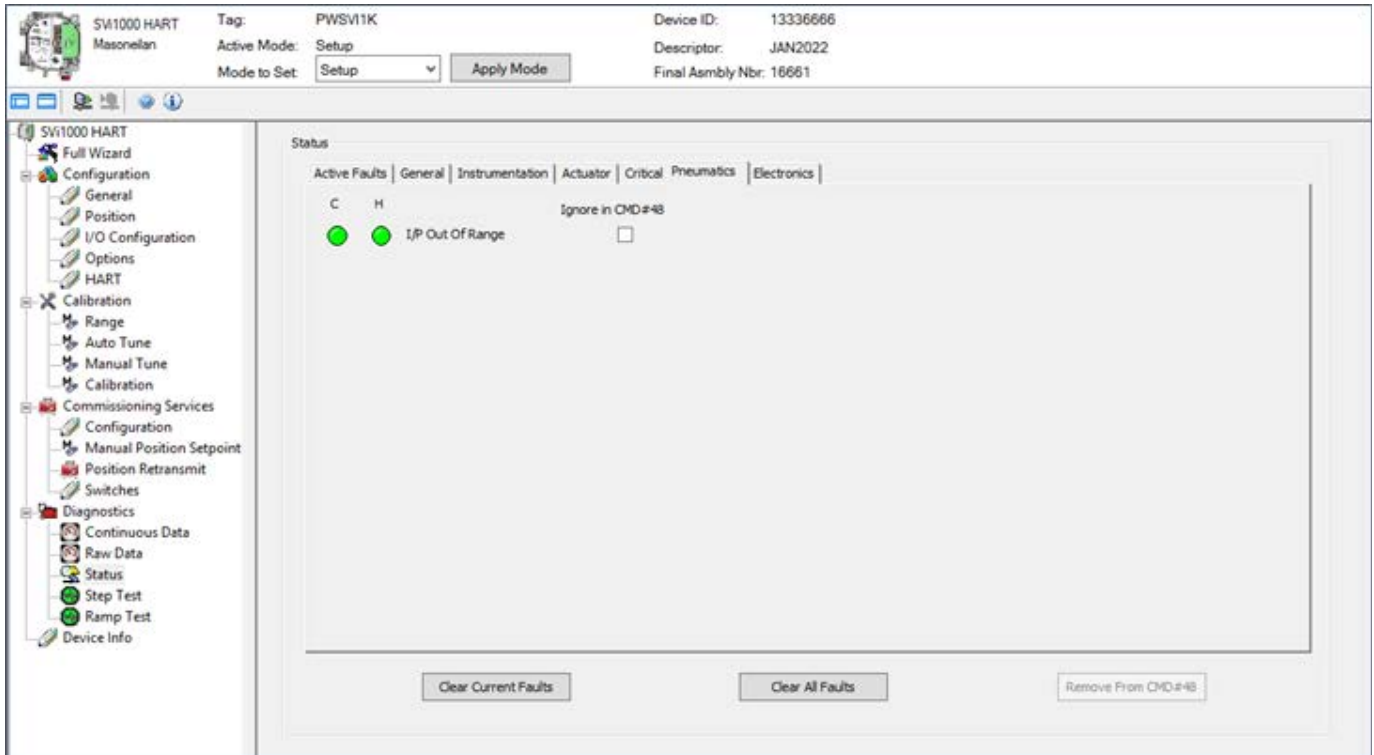 SVi1000 HART
Masoneilan
Tag: PWSVI1K
Active Mode: Setup
Mode to Set: Setup Apply Mode
Device ID: 13336666
Descriptor: JAN2022
Final Asmbly Nbr: 16661
SVi1000 HART
Full Wizard
Configuration
General
Position
I/O Configuration
Options
HART
Calibration
Range
Auto Tune
Manual Tune
Calibration
Commissioning Services
Configuration
Manual Position Setpoint
Position Retransmit
Switches
Diagnostics
Continuous Data
Raw Data
Status
Step Test
Ramp Test
Device Info
Status
Active Faults General Instrumentation Actuator Critical Pneumatics Electronics
C H Ignore in CMD#48
I/P Out Of Range
Clear Current Faults Clear All Faults Remove From CMD#48